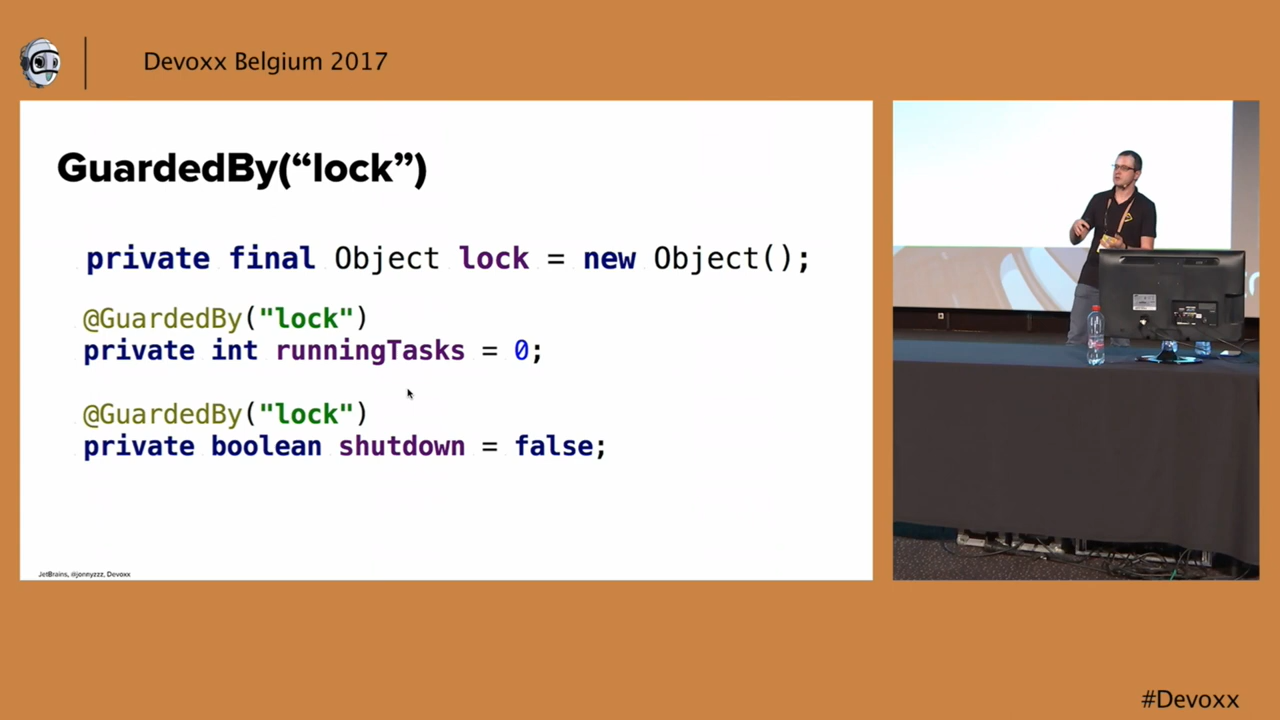 Devoxx Belgium 2017
GuardedBy(“lock”)
private final Object lock = new Object();
@GuardedBy("lock")
private int runningTasks = 0;
@GuardedBy("lock")
private boolean shutdown = false;
JetBrains, @jonnyzzz, Devoxx
#Devoxx